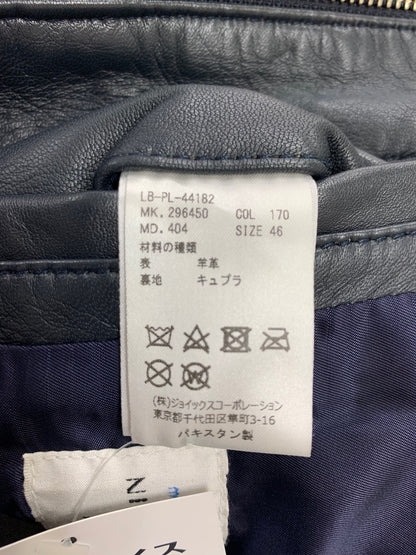 LB-PL-44182
MK. 296450 COL 170
MD. 404 SIZE 46
材料の種類
表 羊革
裏地 キュプラ
(株)ジョイックスコーポレーション
東京都千代田区隼町3-16
パキスタン製